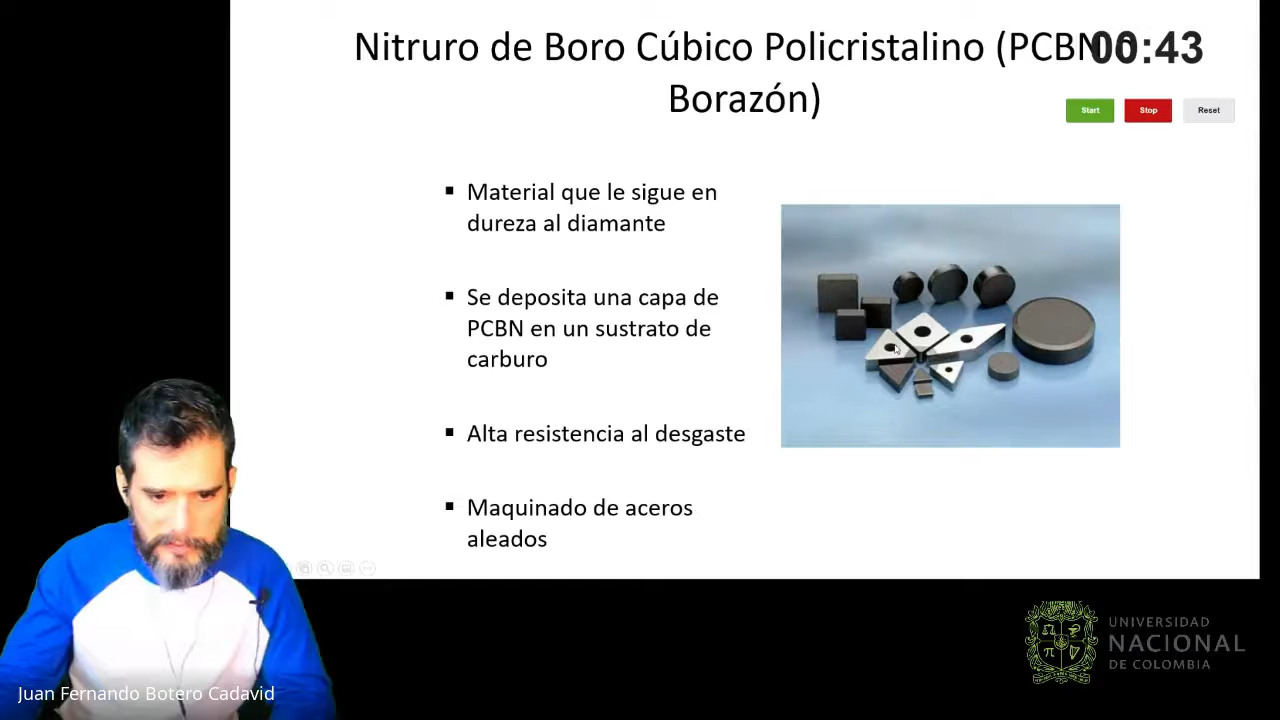 Nitruro de Boro Cúbico Policristalino (PCBN
Borazón)
00:43
Start
Stop
Reset
Material que le sigue en
dureza al diamante
Se deposita una capa de
PCBN en un sustrato de
carburo
Alta resistencia al desgaste
Maquinado de aceros
aleados
Juan Fernando Botero Cadavid
UNIVERSIDAD
NACIONAL
DE COLOMBIA